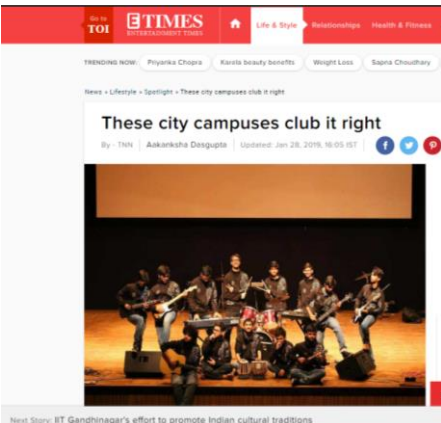 Go to
TOI
ETIMES
ENTERTAINMENT TIMES
Life & Style
Relationships
Health & Fitness
TRENDING NOW:
Priyanka Chopra
Karela beauty benefits
Weight Loss
Sapna Choudhary
News » Lifestyle » Spotlight » These city campuses club it right
These city campuses club it right
By - TNN | Aakanksha Dasgupta | Updated: Jan 28, 2019, 18:05 IST
Next Story: IIT Gandhinagar's effort to promote Indian cultural traditions